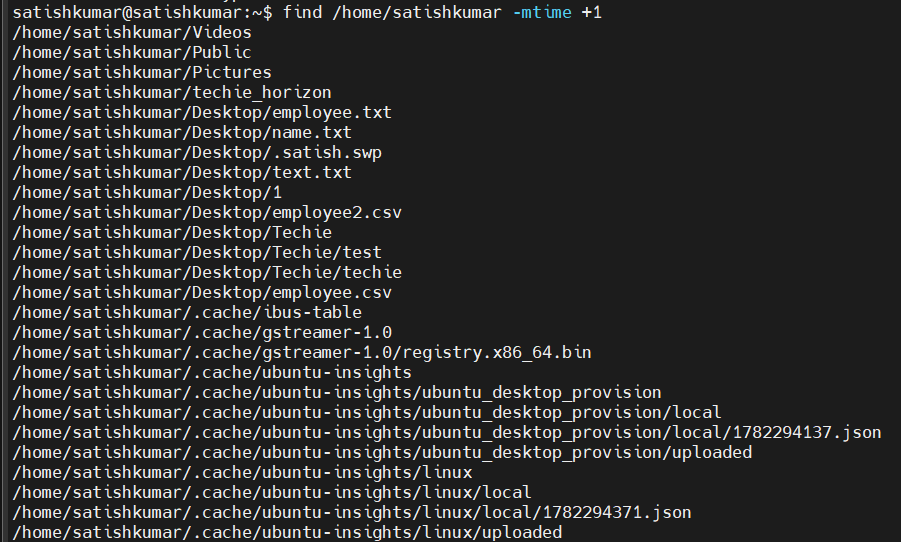 satishkumar@satishkumar:~$ find /home/satishkumar -mtime +1
/home/satishkumar/Videos
/home/satishkumar/Public
/home/satishkumar/Pictures
/home/satishkumar/techie_horizon
/home/satishkumar/Desktop/employee.txt
/home/satishkumar/Desktop/name.txt
/home/satishkumar/Desktop/.satish.swp
/home/satishkumar/Desktop/text.txt
/home/satishkumar/Desktop/1
/home/satishkumar/Desktop/employee2.csv
/home/satishkumar/Desktop/Techie
/home/satishkumar/Desktop/Techie/test
/home/satishkumar/Desktop/Techie/techie
/home/satishkumar/Desktop/employee.csv
/home/satishkumar/.cache/ibus-table
/home/satishkumar/.cache/gstreamer-1.0
/home/satishkumar/.cache/gstreamer-1.0/registry.x86_64.bin
/home/satishkumar/.cache/ubuntu-insights
/home/satishkumar/.cache/ubuntu-insights/ubuntu_desktop_provision
/home/satishkumar/.cache/ubuntu-insights/ubuntu_desktop_provision/local
/home/satishkumar/.cache/ubuntu-insights/ubuntu_desktop_provision/local/1782294137.json
/home/satishkumar/.cache/ubuntu-insights/ubuntu_desktop_provision/uploaded
/home/satishkumar/.cache/ubuntu-insights/linux
/home/satishkumar/.cache/ubuntu-insights/linux/local
/home/satishkumar/.cache/ubuntu-insights/linux/local/1782294371.json
/home/satishkumar/.cache/ubuntu-insights/linux/uploaded